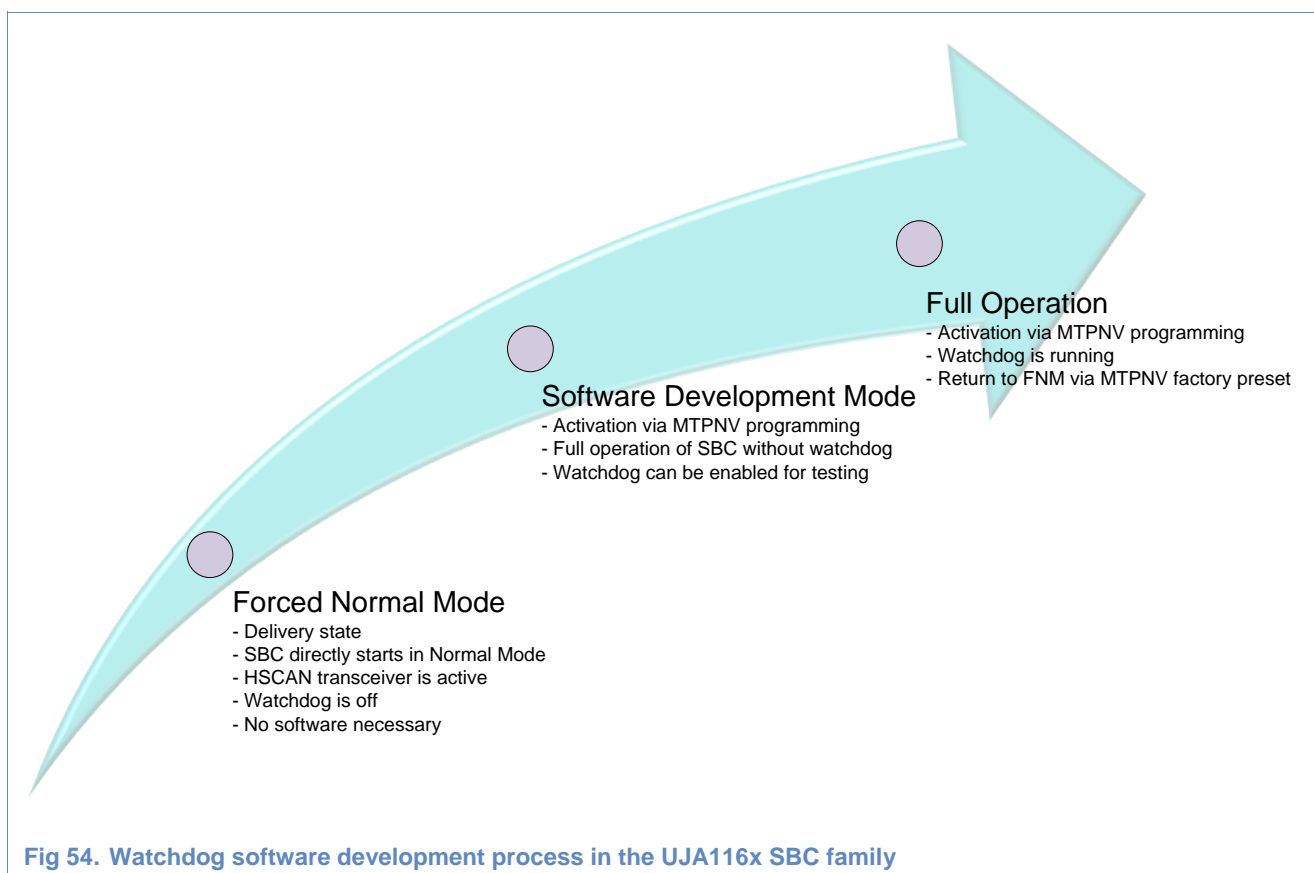 Full Operation
- Activation via MTPNV programming
- Watchdog is running
- Return to FNM via MTPNV factory preset
Software Development Mode
- Activation via MTPNV programming
- Full operation of SBC without watchdog
- Watchdog can be enabled for testing
Forced Normal Mode
- Delivery state
- SBC directly starts in Normal Mode
- HSCAN transceiver is active
- Watchdog is off
- No software necessary
Fig 54. Watchdog software development process in the UJA116x SBC family